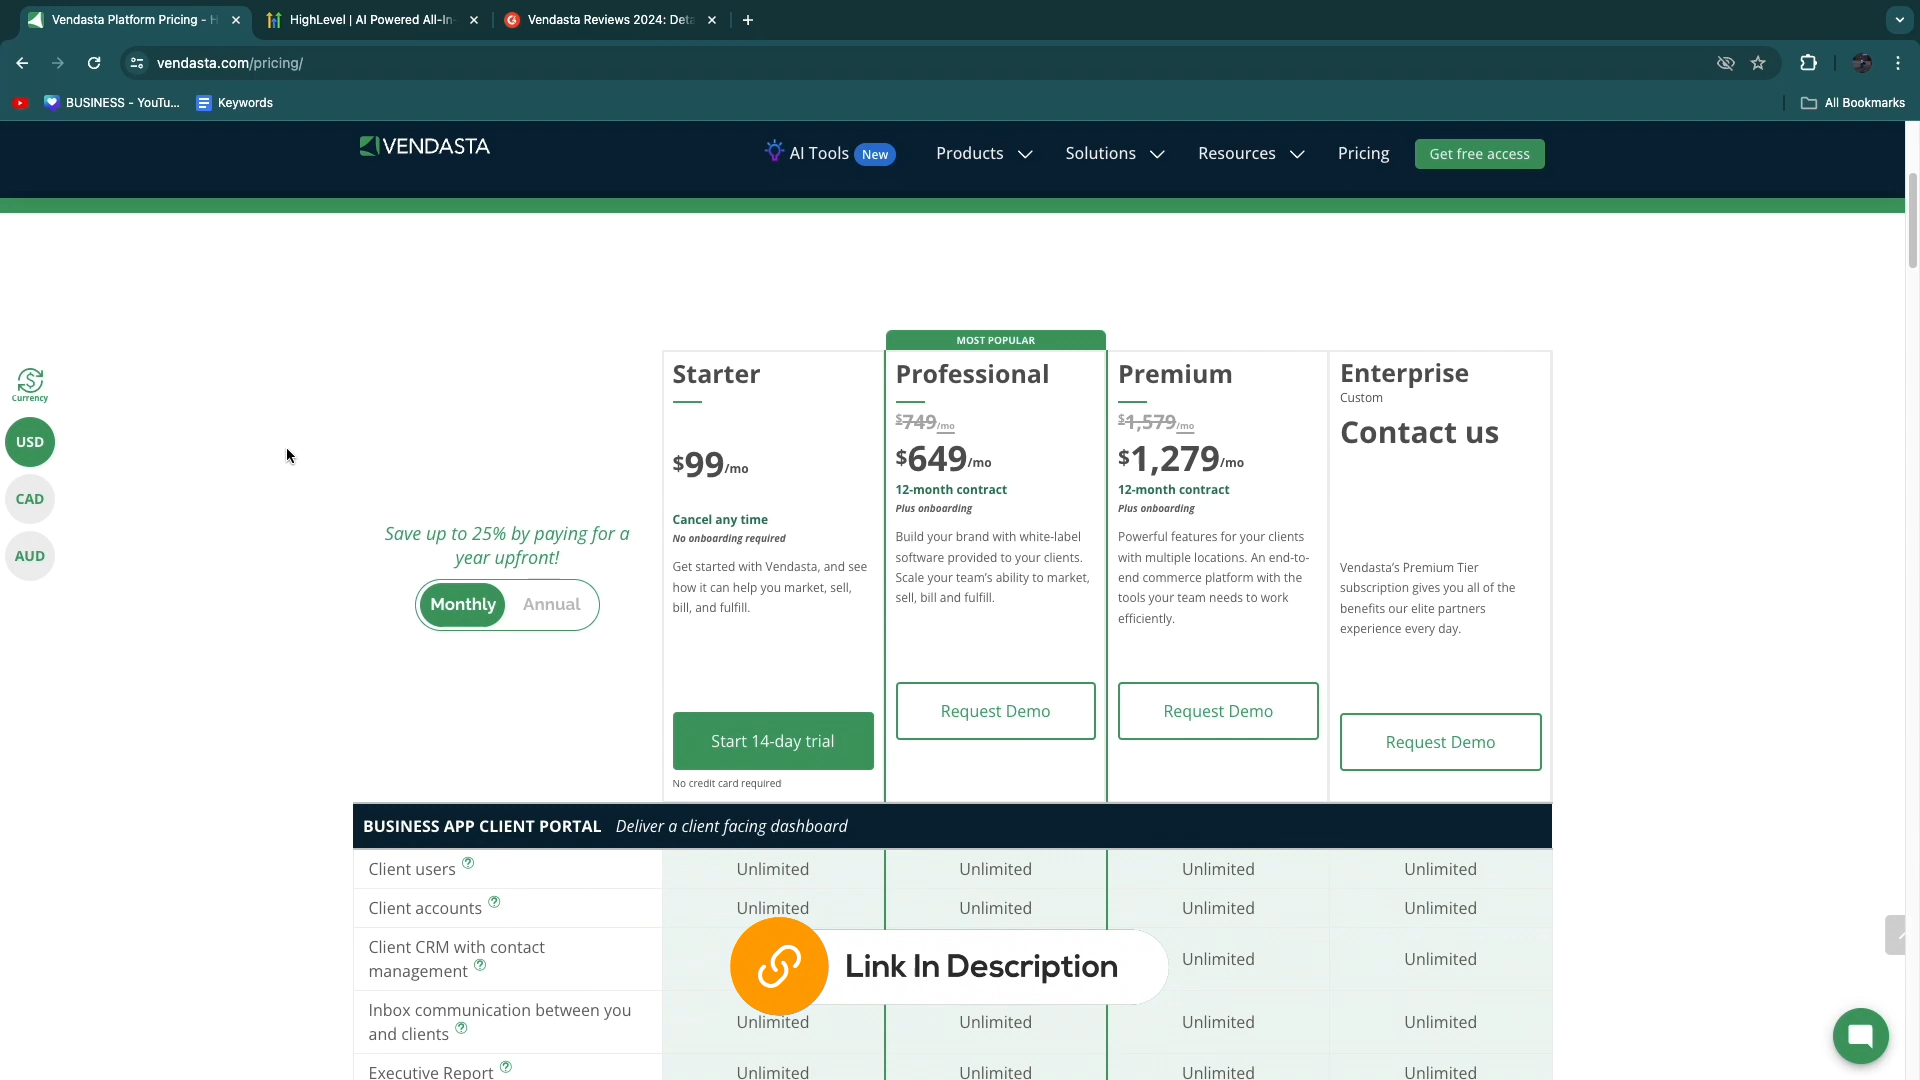 Vendasta Platform Pricing - H
HighLevel | AI Powered All-In-
Vendasta Reviews 2024: Deta
vendasta.com/pricing/
BUSINESS - YouTu...
Keywords
All Bookmarks
VENDASTA
AI Tools New
Products
Solutions
Resources
Pricing
Get free access
Currency
USD
CAD
AUD
Save up to 25% by paying for a
year upfront!
Monthly Annual
Starter
$99/mo
Cancel any time
No onboarding required
Get started with Vendasta, and see
how it can help you market, sell,
bill, and fulfill.
Start 14-day trial
No credit card required
MOST POPULAR
Professional
$749/mo
$649/mo
12-month contract
Plus onboarding
Build your brand with white-label
software provided to your clients.
Scale your team's ability to market,
sell, bill and fulfill.
Request Demo
Premium
$1,579/mo
$1,279/mo
12-month contract
Plus onboarding
Powerful features for your clients
with multiple locations. An end-to-
end commerce platform with the
tools your team needs to work
efficiently.
Request Demo
Enterprise
Custom
Contact us
Vendasta's Premium Tier
subscription gives you all of the
benefits our elite partners
experience every day.
Request Demo
BUSINESS APP CLIENT PORTAL Deliver a client facing dashboard
Client users ? Unlimited Unlimited Unlimited Unlimited
Client accounts ? Unlimited Unlimited Unlimited Unlimited
Client CRM with contact
management ? Unlimited Unlimited
Link In Description
Inbox communication between you
and clients ? Unlimited Unlimited Unlimited Unlimited
Executive Report ? Unlimited Unlimited Unlimited Unlimited